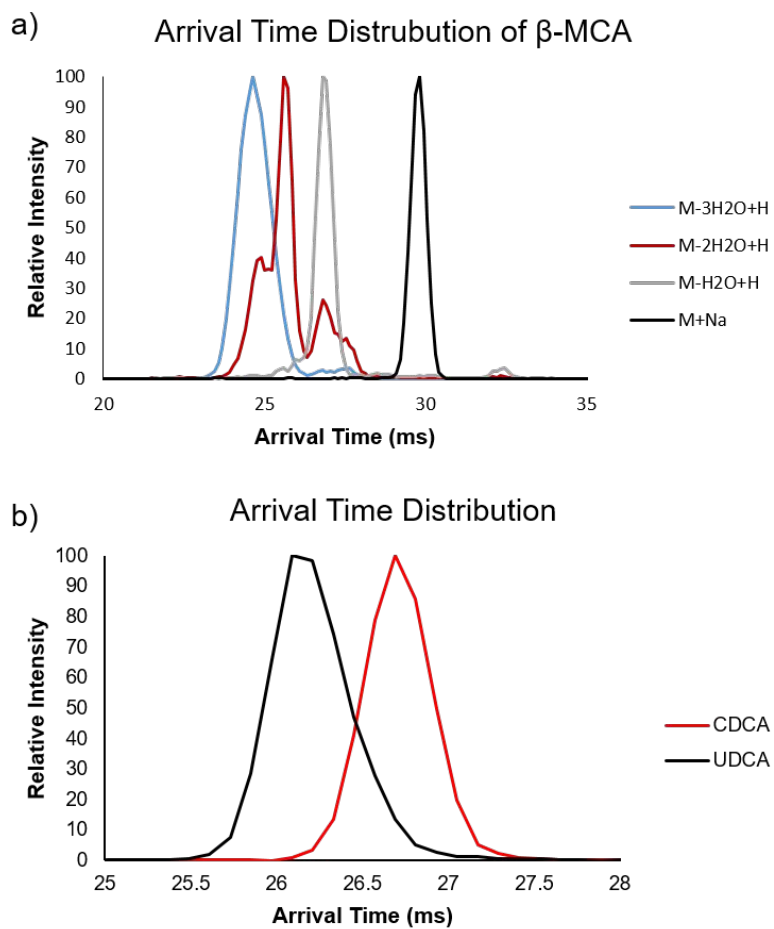 a)
Arrival Time Distrubution of β-MCA
100
90
80
70
60
50
40
30
20
10
0
Relative Intensity
20 25 30 35
Arrival Time (ms)
M-3H2O+H
M-2H2O+H
M-H2O+H
M+Na
b)
Arrival Time Distribution
100
90
80
70
60
50
40
30
20
10
0
Relative Intensity
25 25.5 26 26.5 27 27.5 28
Arrival Time (ms)
CDCA
UDCA